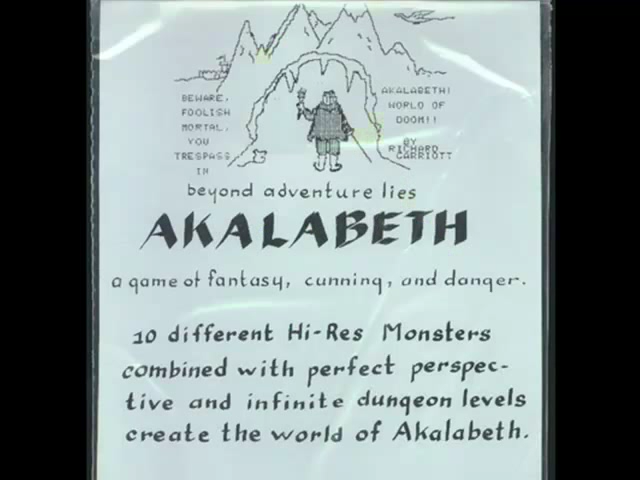 BEWARE,
FOOLISH
MORTAL,
YOU
TRESPASS
IN
AKALABETH!
WORLD OF
DOOM!!
BY
RICHARD
GARRIOTT
beyond adventure lies
AKALABETH
a game of fantasy, cunning, and danger.
10 different Hi-Res Monsters
combined with perfect perspec-
tive and infinite dungeon levels
create the world of Akalabeth.